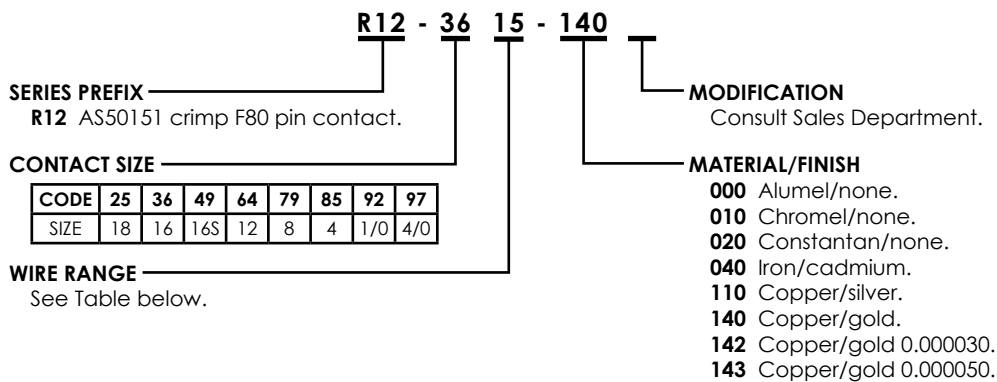 R12 - 36 15 - 140
SERIES PREFIX
R12 AS50151 crimp F80 pin contact.
CONTACT SIZE
CODE 25 36 49 64 79 85 92 97
SIZE 18 16 16S 12 8 4 1/0 4/0
WIRE RANGE
See Table below.
MODIFICATION
Consult Sales Department.
MATERIAL/FINISH
000 Alumel/none.
010 Chromel/none.
020 Constantan/none.
040 Iron/cadmium.
110 Copper/silver.
140 Copper/gold.
142 Copper/gold 0.000030.
143 Copper/gold 0.000050.